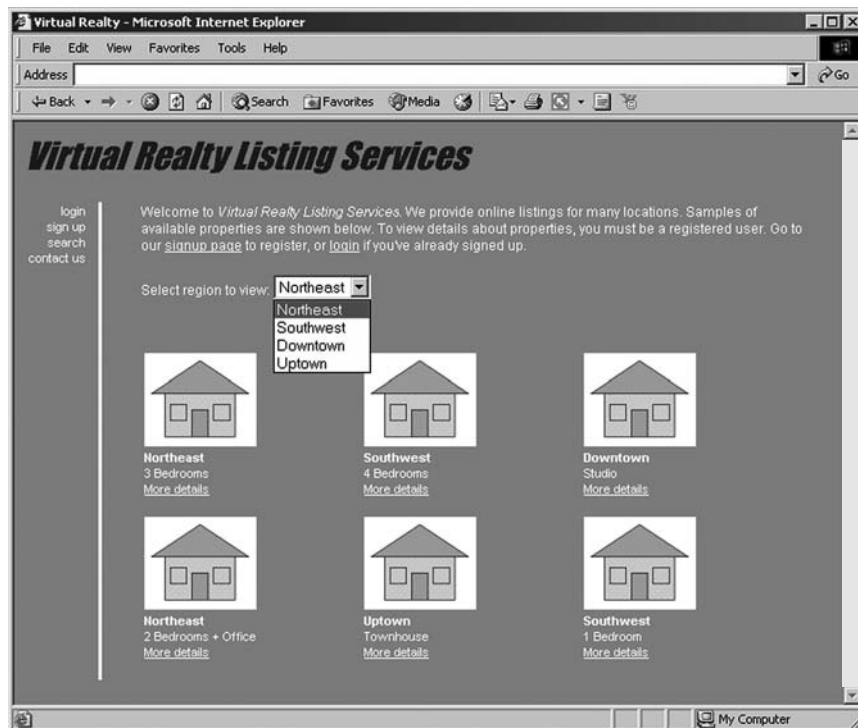 Virtual Realty - Microsoft Internet Explorer
File Edit View Favorites Tools Help
Address Go
Back Search Favorites Media
Virtual Realty Listing Services
login
sign up
search
contact us
Welcome to Virtual Realty Listing Services. We provide online listings for many locations. Samples of
available properties are shown below. To view details about properties, you must be a registered user. Go to
our signup page to register, or login if you've already signed up.
Select region to view: Northeast
Northeast
Southwest
Downtown
Uptown
Northeast Southwest Downtown
3 Bedrooms 4 Bedrooms Studio
More details More details More details
Northeast Uptown Southwest
2 Bedrooms + Office Townhouse 1 Bedroom
More details More details More details
My Computer